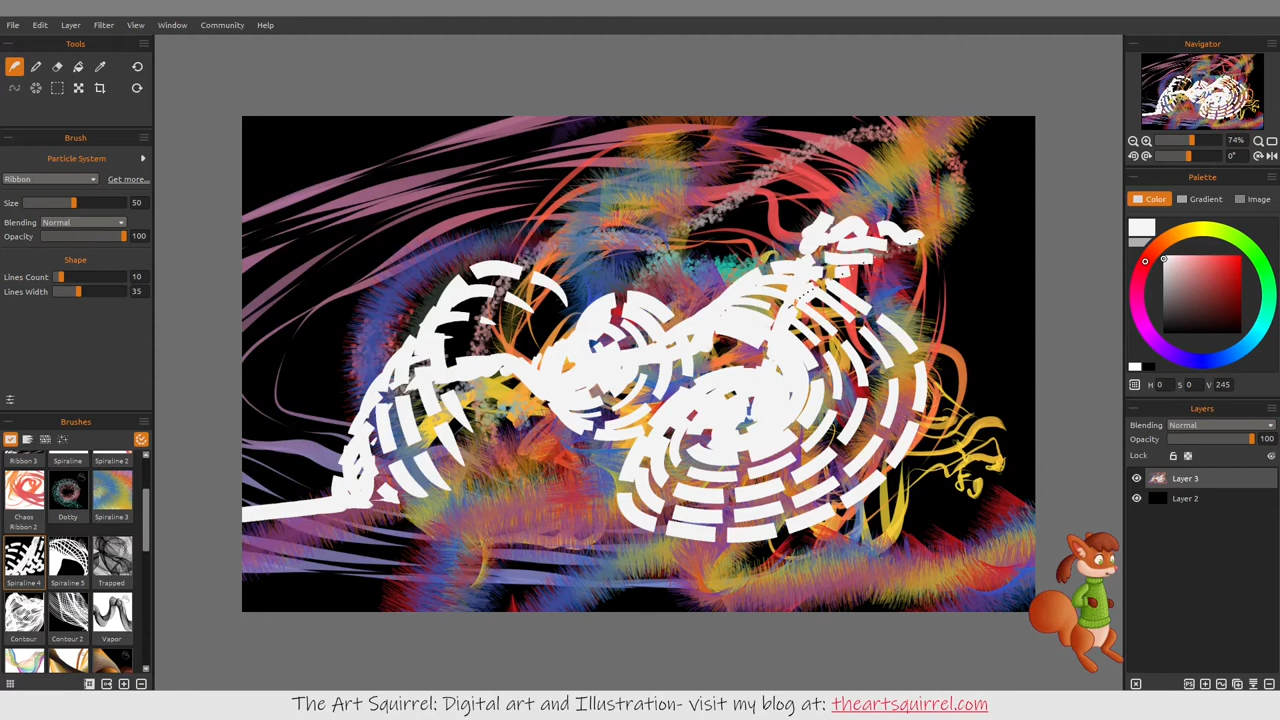 File Edit Layer Filter View Window Community Help
Tools
Brush
Particle System
Ribbon Get more...
Size 50
Blending Normal
Opacity 100
Shape
Lines Count 10
Lines Width 35
Brushes
Ribbon 3 Spiraline Spiraline 2
Chaos Ribbon 2 Dotty Spiraline 3
Spiraline 4 Spiraline 5 Trapped
Contour Contour 2 Vapor
Navigator
74%
0°
Palette
Color Gradient Image
H 0 S 0 V 245
Layers
Blending Normal
Opacity 100
Lock
Layer 3
Layer 2
The Art Squirrel: Digital art and Illustration- visit my blog at: theartsquirrel.com